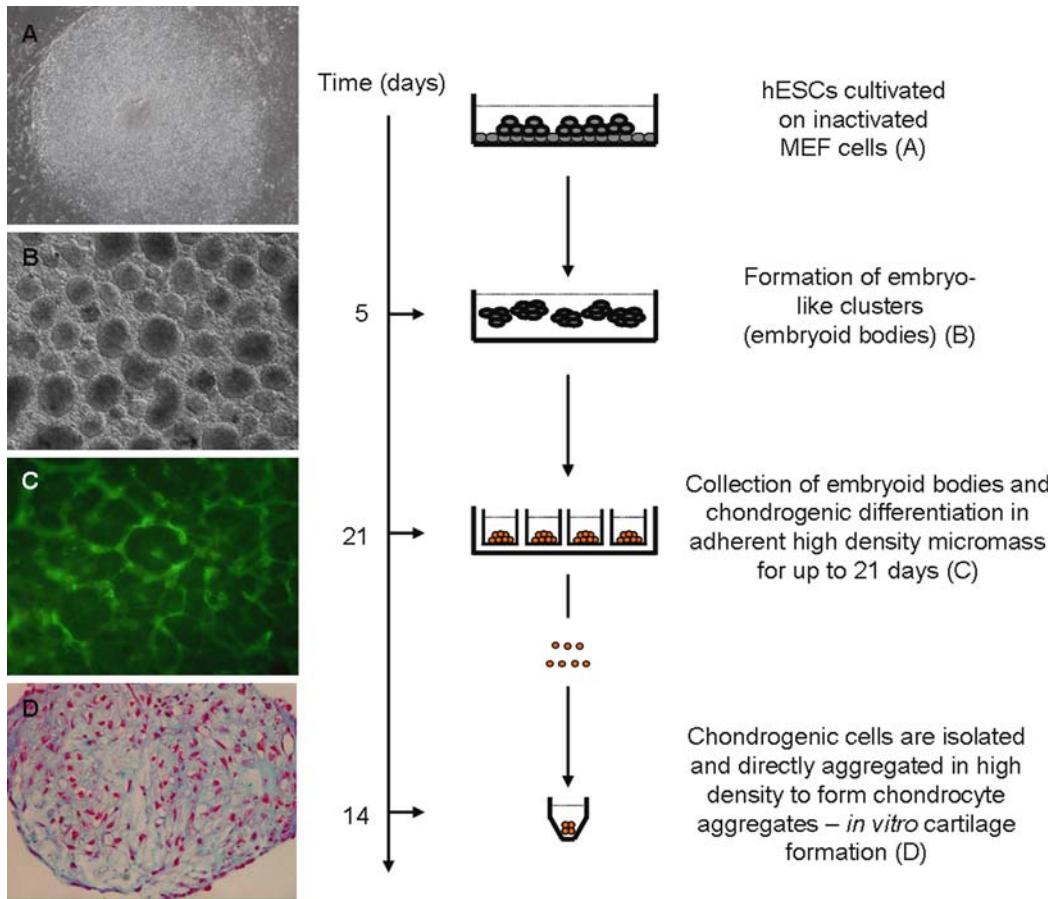 A
Time (days)
hESCs cultivated
on inactivated
MEF cells (A)
B
5
Formation of embryo-
like clusters
(embryoid bodies) (B)
C
21
Collection of embryoid bodies and
chondrogenic differentiation in
adherent high density micromass
for up to 21 days (C)
D
14
Chondrogenic cells are isolated
and directly aggregated in high
density to form chondrocyte
aggregates – in vitro cartilage
formation (D)